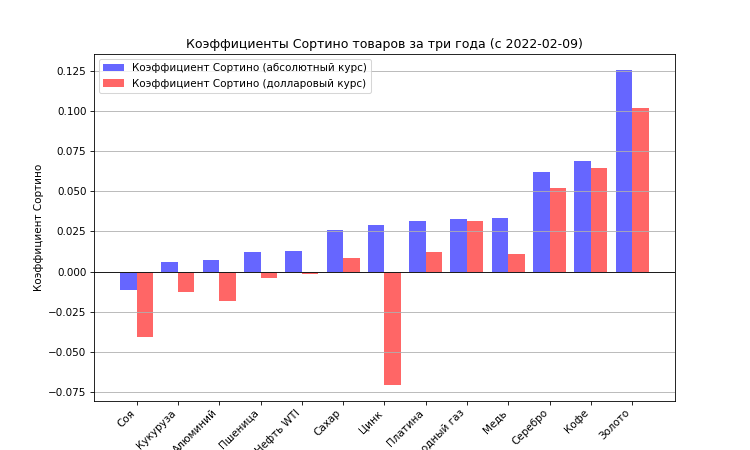 Коэффициенты Сортино товаров за три года (с 2022-02-09)
Коэффициент Сортино (абсолютный курс)
Коэффициент Сортино (долларовый курс)
Коэффициент Сортино
0.125
0.100
0.075
0.050
0.025
0.000
−0.025
−0.050
−0.075
Соя
Кукуруза
Алюминий
Пшеница
Нефть WTI
Сахар
Цинк
Платина
газ
Медь
Серебро
Кофе
Золото